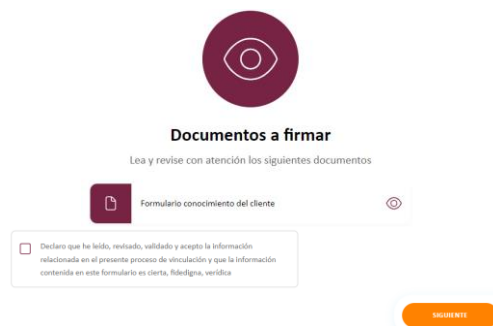 Documentos a firmar
Lea y revise con atención los siguientes documentos
Formulario conocimiento del cliente
Declaro que he leído, revisado, validado y acepto la información
relacionada en el presente proceso de vinculación y que la información
contenida en este formulario es cierta, fidedigna, verídica
SIGUIENTE